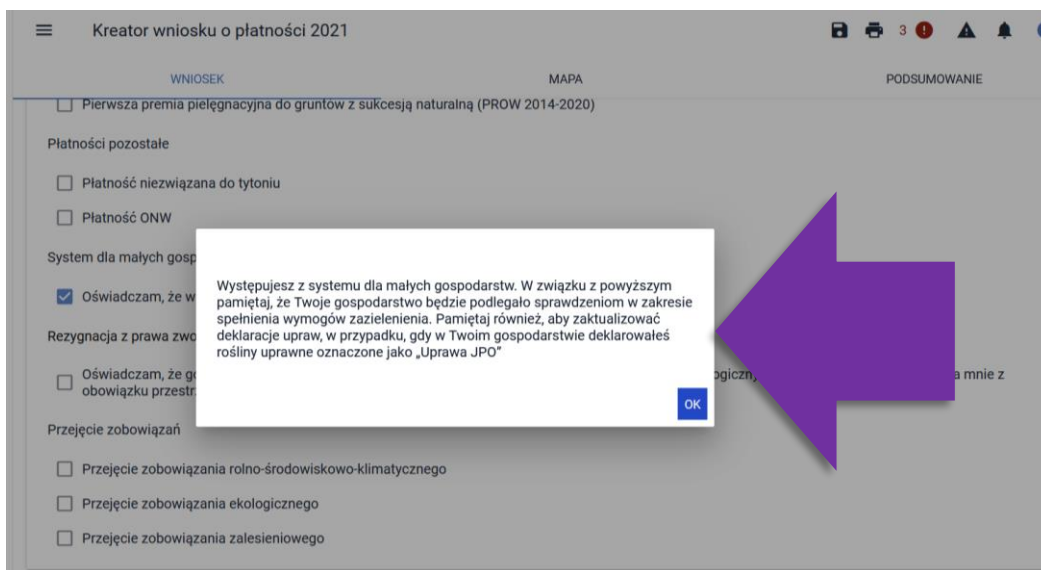 Kreator wniosku o płatności 2021
3
WNIOSEK
MAPA
PODSUMOWANIE
Pierwsza premia pielęgnacyjna do gruntów z sukcesją naturalną (PROW 2014-2020)
Płatności pozostałe
Płatność niezwiązana do tytoniu
Płatność ONW
System dla małych gosp
Oświadczam, że w
Występujesz z systemu dla małych gospodarstw. W związku z powyższym
pamiętaj, że Twoje gospodarstwo będzie podlegało sprawdzeniom w zakresie
spełnienia wymogów zazielenienia. Pamiętaj również, aby zaktualizować
deklaracje upraw, w przypadku, gdy w Twoim gospodarstwie deklarowałeś
rośliny uprawne oznaczone jako „Uprawa JPO”
OK
Rezygnacja z prawa zwo
Oświadczam, że go
a mnie z
obowiązku przestr
Przejęcie zobowiązań
Przejęcie zobowiązania rolno-środowiskowo-klimatycznego
Przejęcie zobowiązania ekologicznego
Przejęcie zobowiązania zalesieniowego